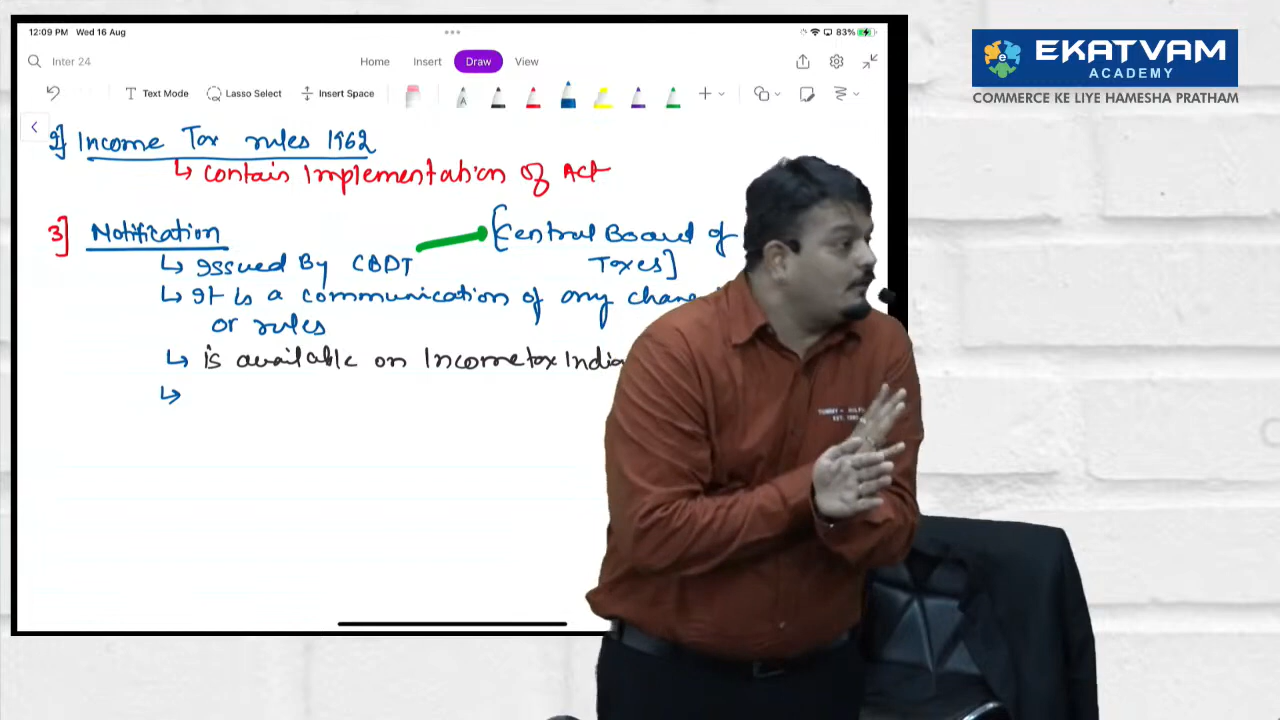 12:09 PM Wed 16 Aug
83%
Inter 24
Home Insert Draw View
Text Mode Lasso Select Insert Space
2] Income Tax rules 1962
↳ contain Implementation of Act
3] Notification
[Central Board of
↳ Issued By CBDT
Taxes]
↳ It is a communication of any
or rules
↳ is available on Incometax India
↳
EKATVAM
ACADEMY
COMMERCE KE LIYE HAMESHA PRATHAM